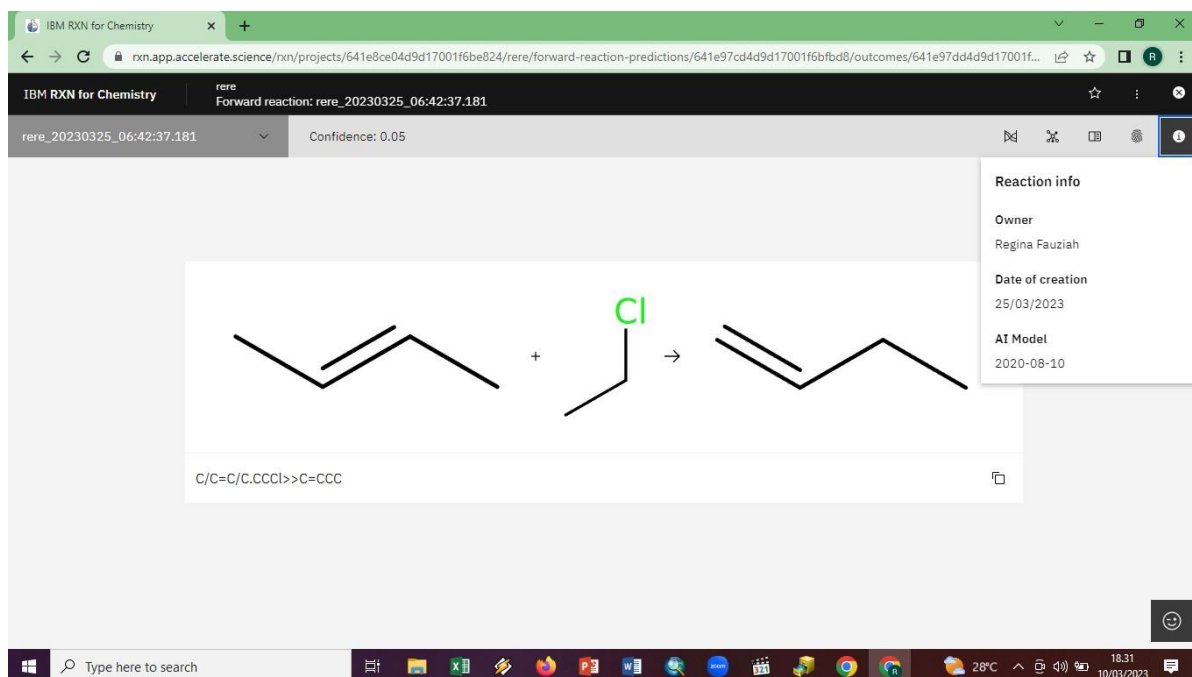 IBM RXN for Chemistry
rxn.app.accelerate.science/rxn/projects/641e8ce04d9d17001f6be824/rere/forward-reaction-predictions/641e97cd4d9d17001f6bfbd8/outcomes/641e97dd4d9d17001f...
R
IBM RXN for Chemistry
rere
Forward reaction: rere_20230325_06:42:37.181
rere_20230325_06:42:37.181
Confidence: 0.05
Reaction info
Owner
Regina Fauziah
Date of creation
25/03/2023
AI Model
2020-08-10
Cl
+ →
C/C=C/C.CCCl>>C=CCC
Type here to search
28°C
18.31
10/03/2023